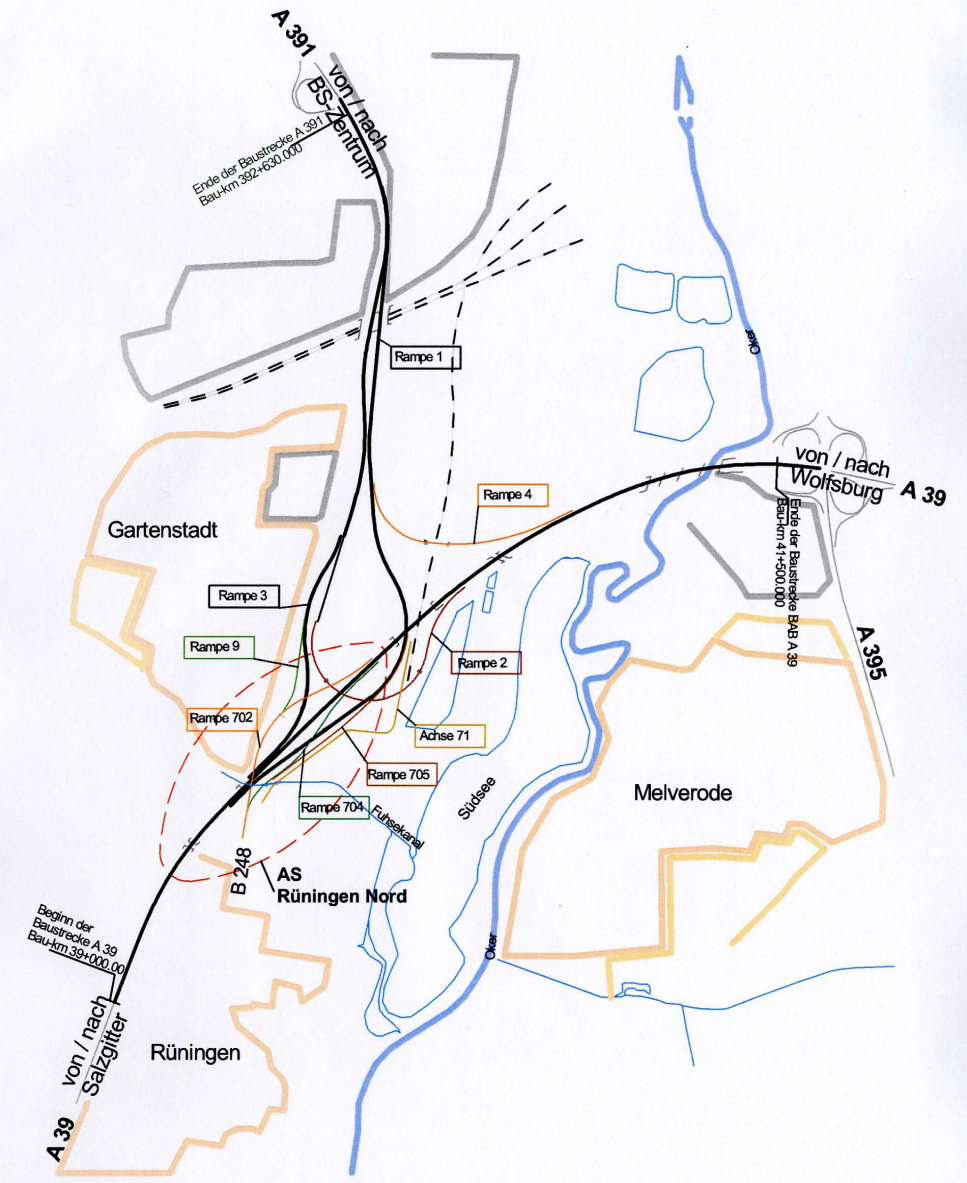 A 391
von / nach
BS-Zentrum
Ende der Baustrecke A 391
Bau-km 392+630.000
Rampe 1
Oker
von / nach
Wolfsburg
A 39
Ende der Baustrecke BAB A 39
Bau-km 41+500.000
Rampe 4
Gartenstadt
Rampe 3
Rampe 9
Rampe 2
A 395
Rampe 702
Achse 71
Rampe 705
Rampe 704
Fuhsekanal
Südsee
Melverode
B 248
AS
Rüningen Nord
Beginn der
Baustrecke A 39
Bau-km 39+000.00
Oker
von / nach
Salzgitter
Rüningen
A 39